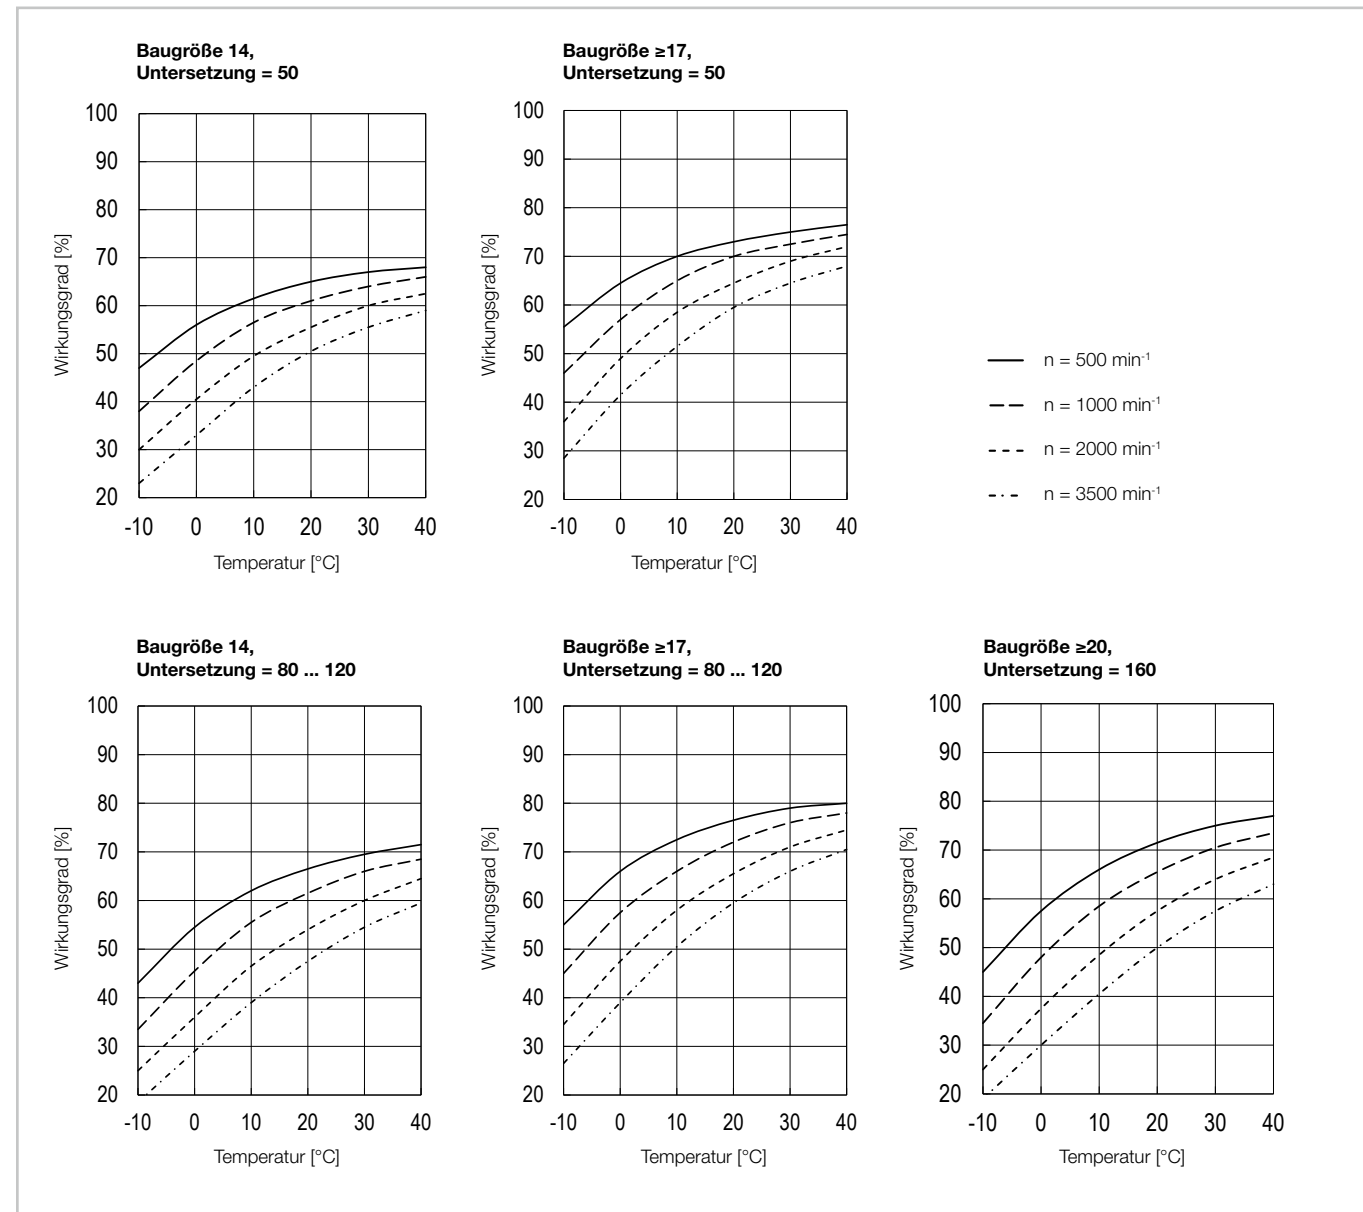 Baugröße 14,
Untersetzung = 50
100
90
80
70
60
50
40
30
20
-10 0 10 20 30 40
Wirkungsgrad [%]
Temperatur [°C]
Baugröße ≥17,
Untersetzung = 50
100
90
80
70
60
50
40
30
20
-10 0 10 20 30 40
Wirkungsgrad [%]
Temperatur [°C]
n = 500 min⁻¹
n = 1000 min⁻¹
n = 2000 min⁻¹
n = 3500 min⁻¹
Baugröße 14,
Untersetzung = 80 ... 120
100
90
80
70
60
50
40
30
20
-10 0 10 20 30 40
Wirkungsgrad [%]
Temperatur [°C]
Baugröße ≥17,
Untersetzung = 80 ... 120
100
90
80
70
60
50
40
30
20
-10 0 10 20 30 40
Wirkungsgrad [%]
Temperatur [°C]
Baugröße ≥20,
Untersetzung = 160
100
90
80
70
60
50
40
30
20
-10 0 10 20 30 40
Wirkungsgrad [%]
Temperatur [°C]